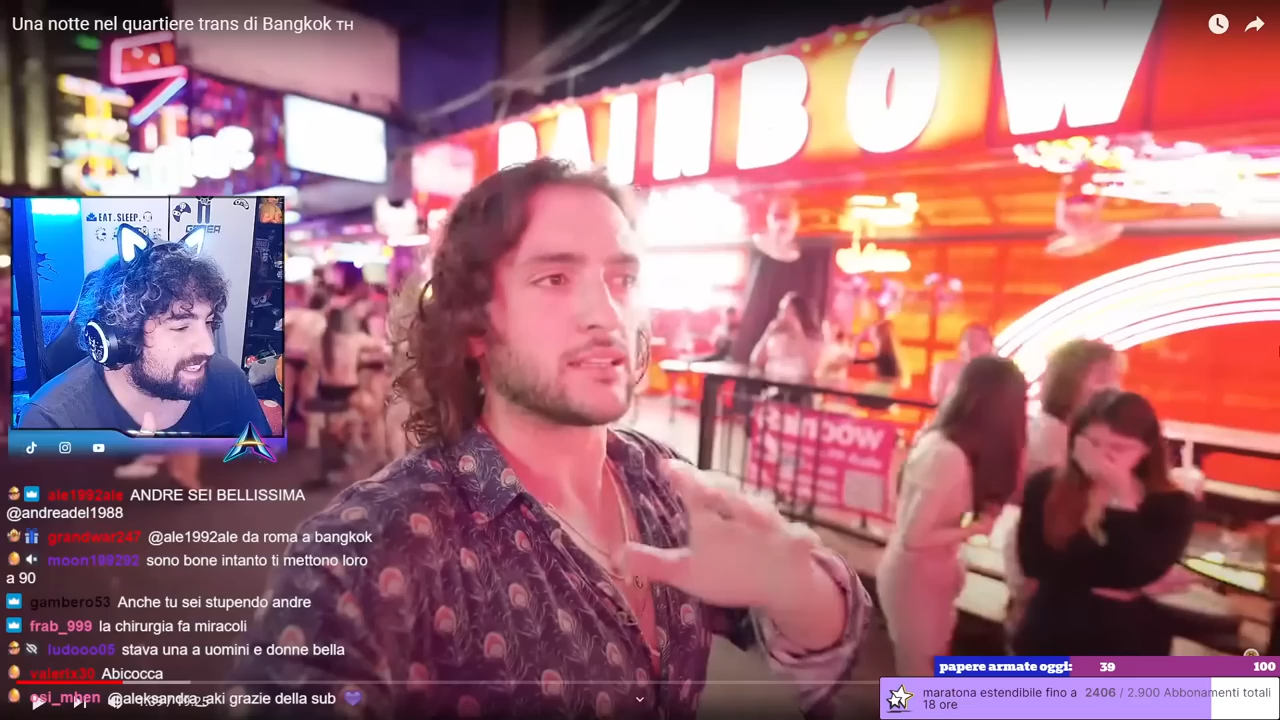 Una notte nel quartiere trans di Bangkok TH
RAINBOW
EAT.SLEEP.
GAMER
ale1992ale ANDRE SEI BELLISSIMA
@andreadel1988
grandwar247 @ale1992ale da roma a bangkok
moon199292 sono bone intanto ti mettono loro
a 90
gambero53 Anche tu sei stupendo andre
frab_999 la chirurgia fa miracoli
ludooo05 stava una a uomini e donne bella
valerix30 Abicocca
osi_mhen @aleksandra_aki grazie della sub
papere armate oggi: 39 100
maratona estendibile fino a 2406 / 2.900 Abbonamenti totali
18 ore